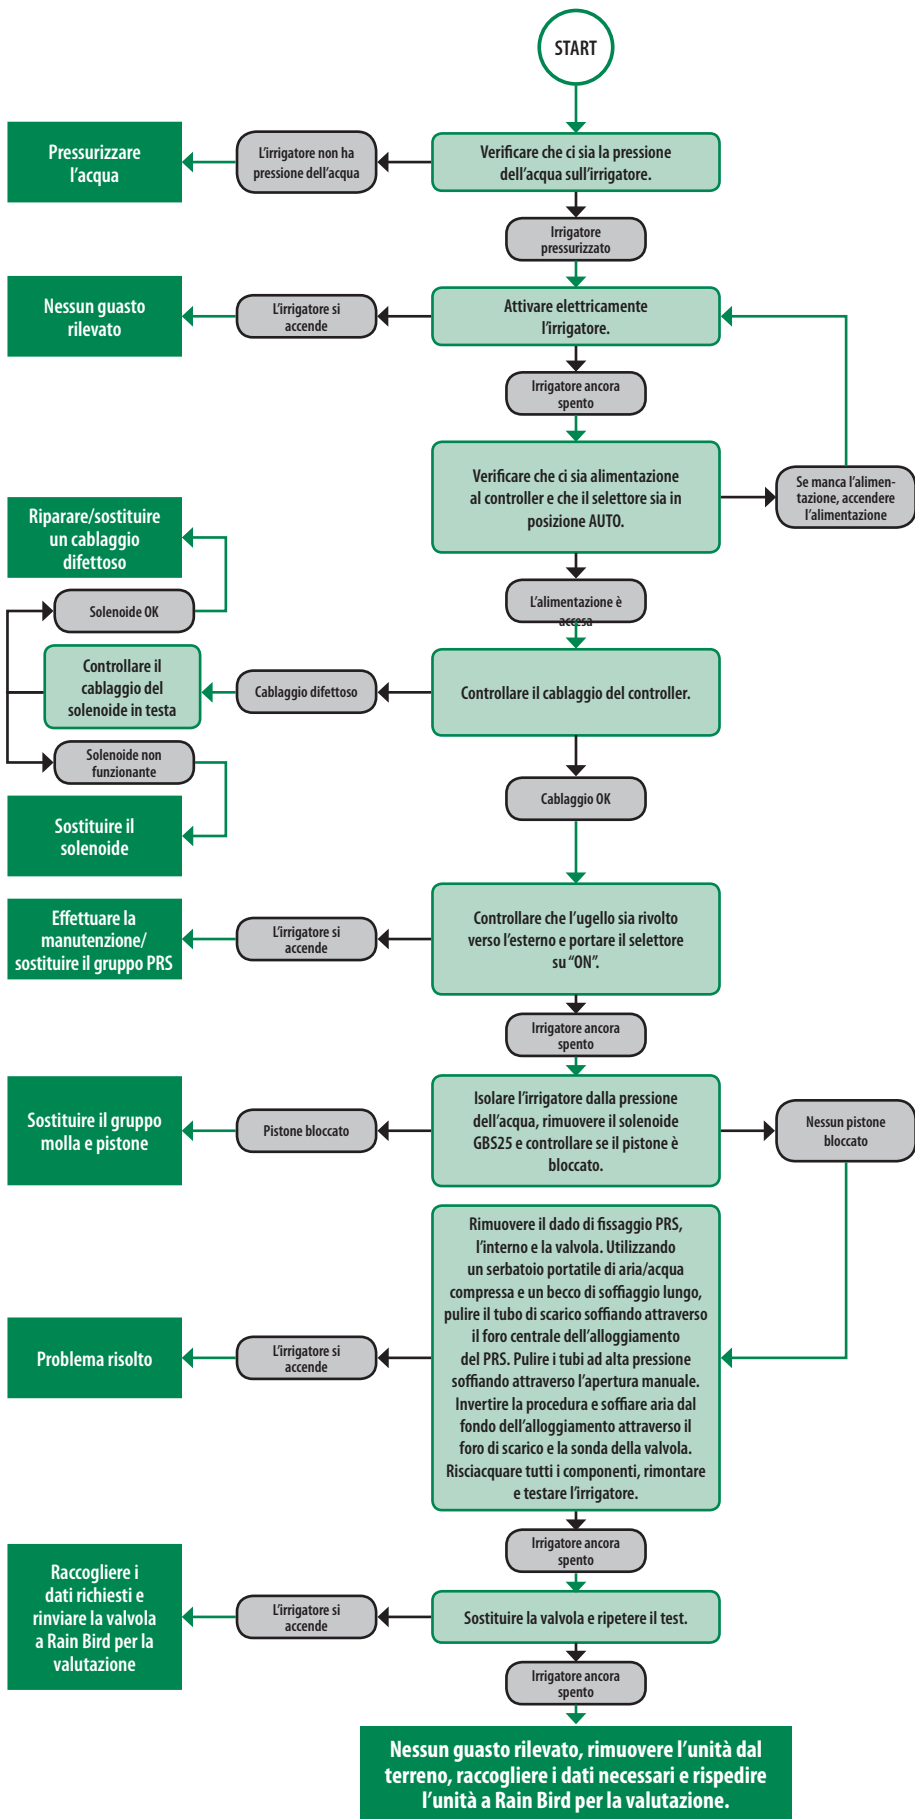 START
Pressurizzare
l'acqua
L'irrigatore non ha
pressione dell'acqua
Verificare che ci sia la pressione
dell'acqua sull'irrigatore.
Irrigatore
pressurizzato
Nessun guasto
rilevato
L'irrigatore si
accende
Attivare elettricamente
l'irrigatore.
Irrigatore ancora
spento
Verificare che ci sia alimentazione
al controller e che il selettore sia in
posizione AUTO.
Se manca l'alimen-
tazione, accendere
l'alimentazione
Riparare/sostituire
un cablaggio
difettoso
L'alimentazione è
accesa
Solenoide OK
Controllare il
cablaggio del
solenoide in testa
Cablaggio difettoso
Controllare il cablaggio del controller.
Solenoide non
funzionante
Cablaggio OK
Sostituire il
solenoide
Effettuare la
manutenzione/
sostituire il gruppo PRS
L'irrigatore si
accende
Controllare che l'ugello sia rivolto
verso l'esterno e portare il selettore
su "ON".
Irrigatore ancora
spento
Sostituire il gruppo
molla e pistone
Pistone bloccato
Isolare l'irrigatore dalla pressione
dell'acqua, rimuovere il solenoide
GBS25 e controllare se il pistone è
bloccato.
Nessun pistone
bloccato
Rimuovere il dado di fissaggio PRS,
l'interno e la valvola. Utilizzando
un serbatoio portatile di aria/acqua
compressa e un becco di soffiaggio lungo,
pulire il tubo di scarico soffiando attraverso
il foro centrale dell'alloggiamento
del PRS. Pulire i tubi ad alta pressione
soffiando attraverso l'apertura manuale.
Invertire la procedura e soffiare aria dal
fondo dell'alloggiamento attraverso il
foro di scarico e la sonda della valvola.
Risciacquare tutti i componenti, rimontare
e testare l'irrigatore.
Problema risolto
L'irrigatore si
accende
Irrigatore ancora
spento
Raccogliere i
dati richiesti e
rinviare la valvola
a Rain Bird per la
valutazione
L'irrigatore si
accende
Sostituire la valvola e ripetere il test.
Irrigatore ancora
spento
Nessun guasto rilevato, rimuovere l'unità dal
terreno, raccogliere i dati necessari e rispedire
l'unità a Rain Bird per la valutazione.